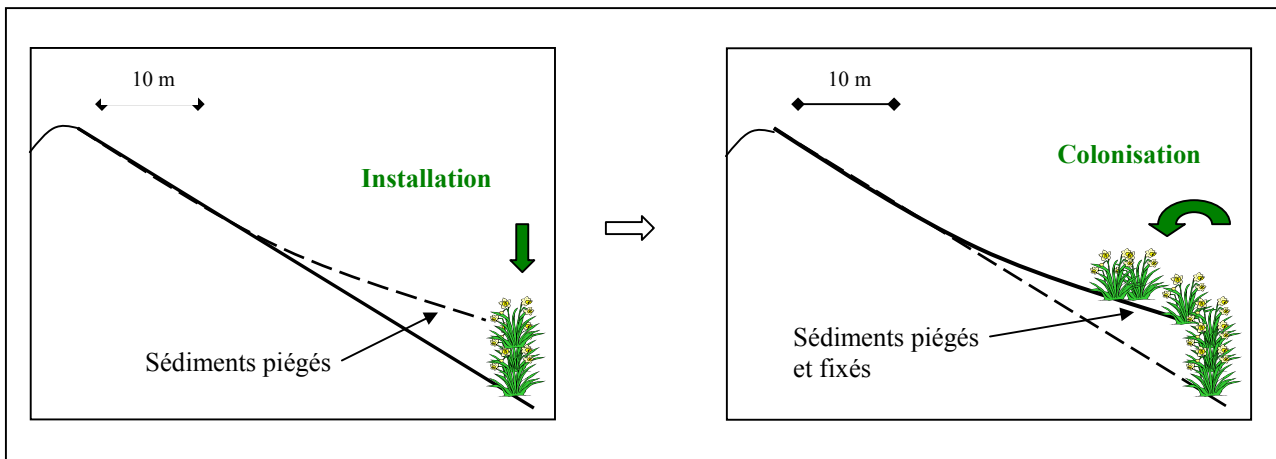 10 m
Installation
Sédiments piégés
10 m
Colonisation
Sédiments piégés
et fixés